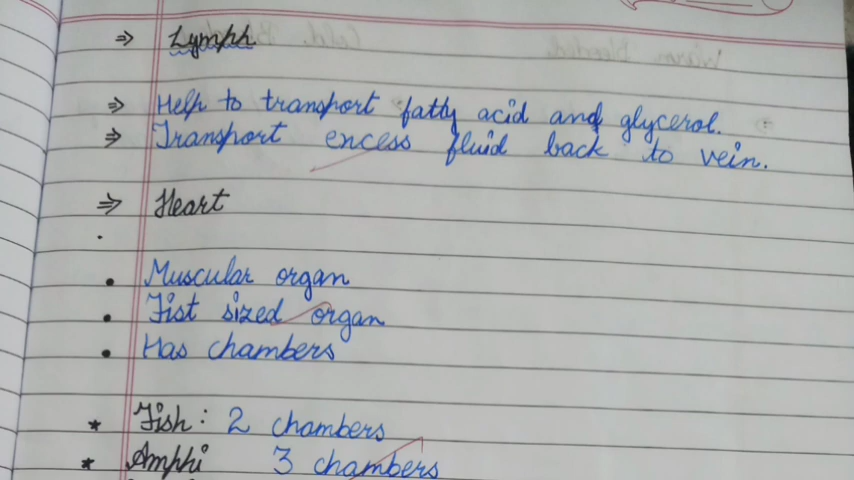 ⇒ Lymph
⇒ Help to transport fatty acid and glycerol.
⇒ Transport excess fluid back to vein.
⇒ Heart
• Muscular organ
• Fist sized organ
• Has chambers
* Fish: 2 chambers
* Amphi 3 chambers